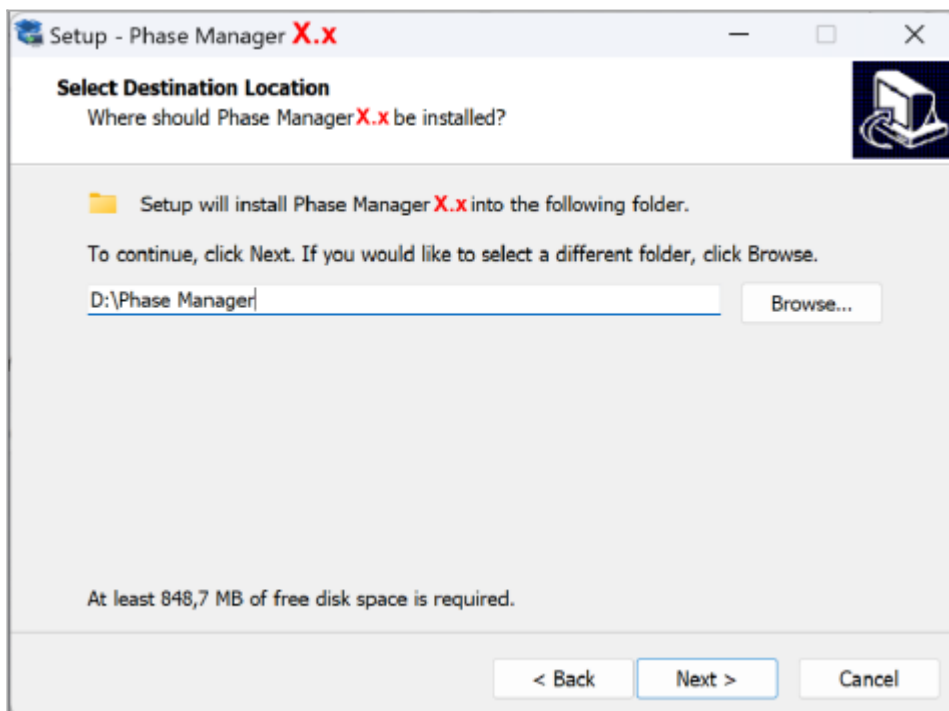 Setup - Phase Manager X.x
Select Destination Location
Where should Phase Manager X.x be installed?
Setup will install Phase Manager X.x into the following folder.
To continue, click Next. If you would like to select a different folder, click Browse.
D:\Phase Manager
Browse...
At least 848,7 MB of free disk space is required.
< Back
Next >
Cancel